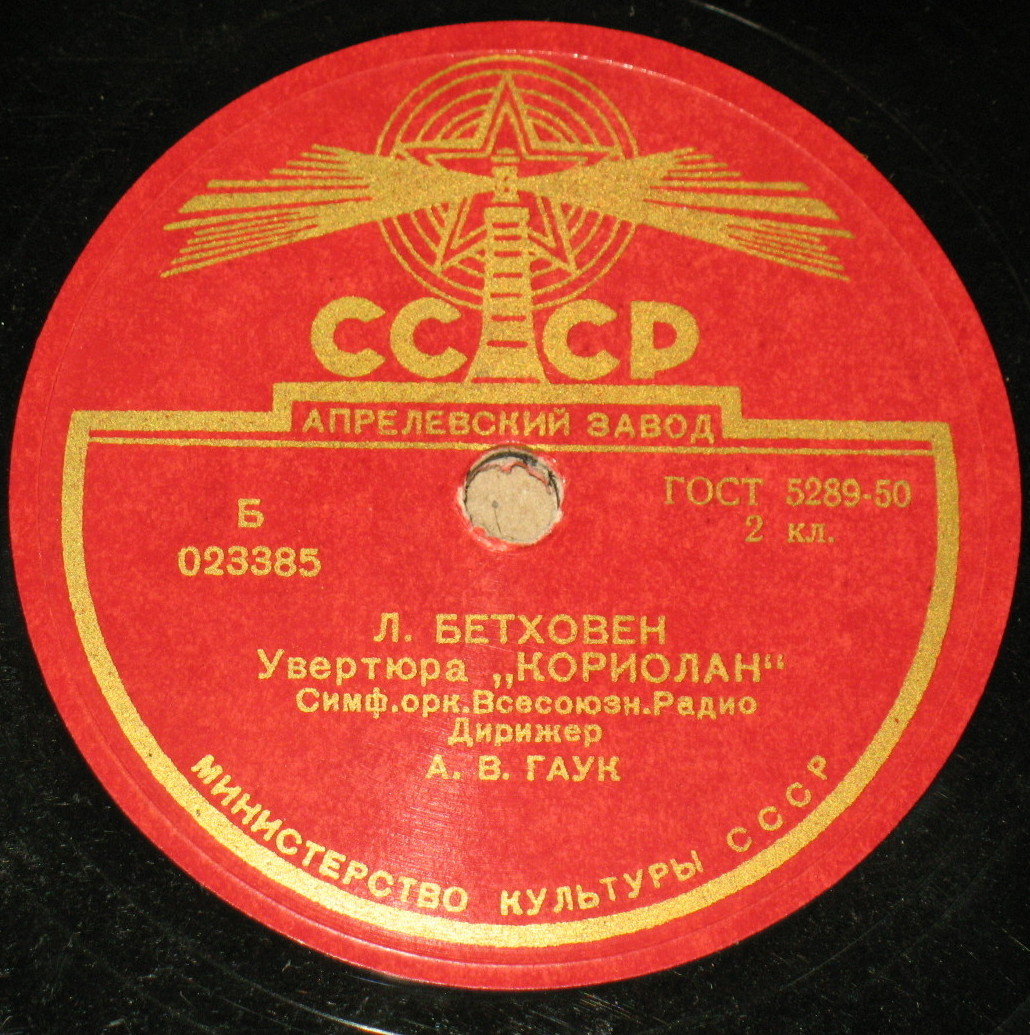 СССР
АПРЕЛЕВСКИЙ ЗАВОД
Б
023385
ГОСТ 5289-50
2 кл.
Л. БЕТХОВЕН
Увертюра „КОРИОЛАН“
Симф.орк.Всесоюзн.Радио
Дирижер
А. В. ГАУК
МИНИСТЕРСТВО КУЛЬТУРЫ СССР